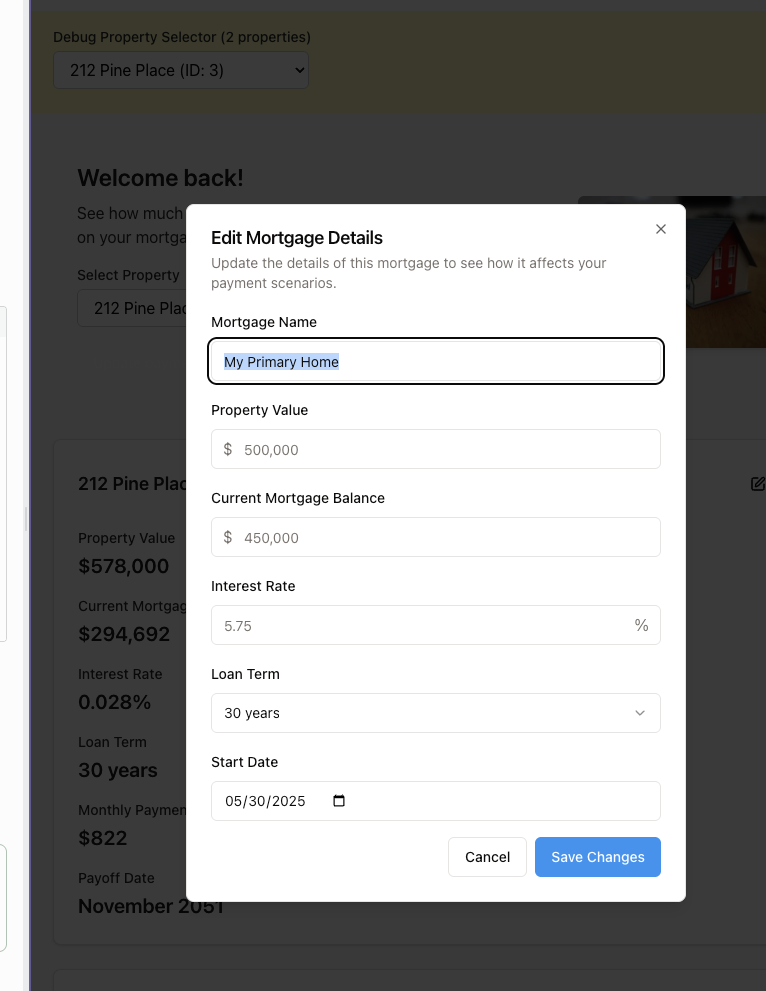 Debug Property Selector (2 properties)
212 Pine Place (ID: 3)
Welcome back!
See how much
on your mortga
Select Property
212 Pine Plac
Edit Mortgage Details
Update the details of this mortgage to see how it affects your
payment scenarios.
Mortgage Name
My Primary Home
Property Value
$ 500,000
Current Mortgage Balance
$ 450,000
Interest Rate
5.75 %
Loan Term
30 years
Start Date
05/30/2025
Cancel
Save Changes
212 Pine Plac
Property Value
$578,000
Current Mortgag
$294,692
Interest Rate
0.028%
Loan Term
30 years
Monthly Paymen
$822
Payoff Date
November 2051